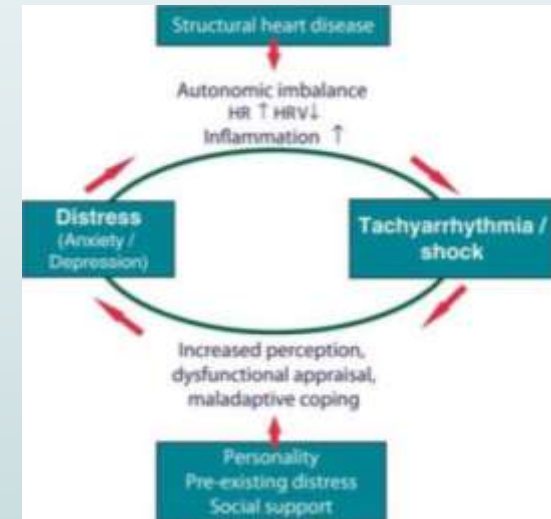 Structural heart disease
Autonomic imbalance
HR ↑ HRV↓
Inflammation ↑
Distress
(Anxiety /
Depression)
Tachyarrhythmia /
shock
Increased perception,
dysfunctional appraisal,
maladaptive coping
Personality
Pre-existing distress
Social support